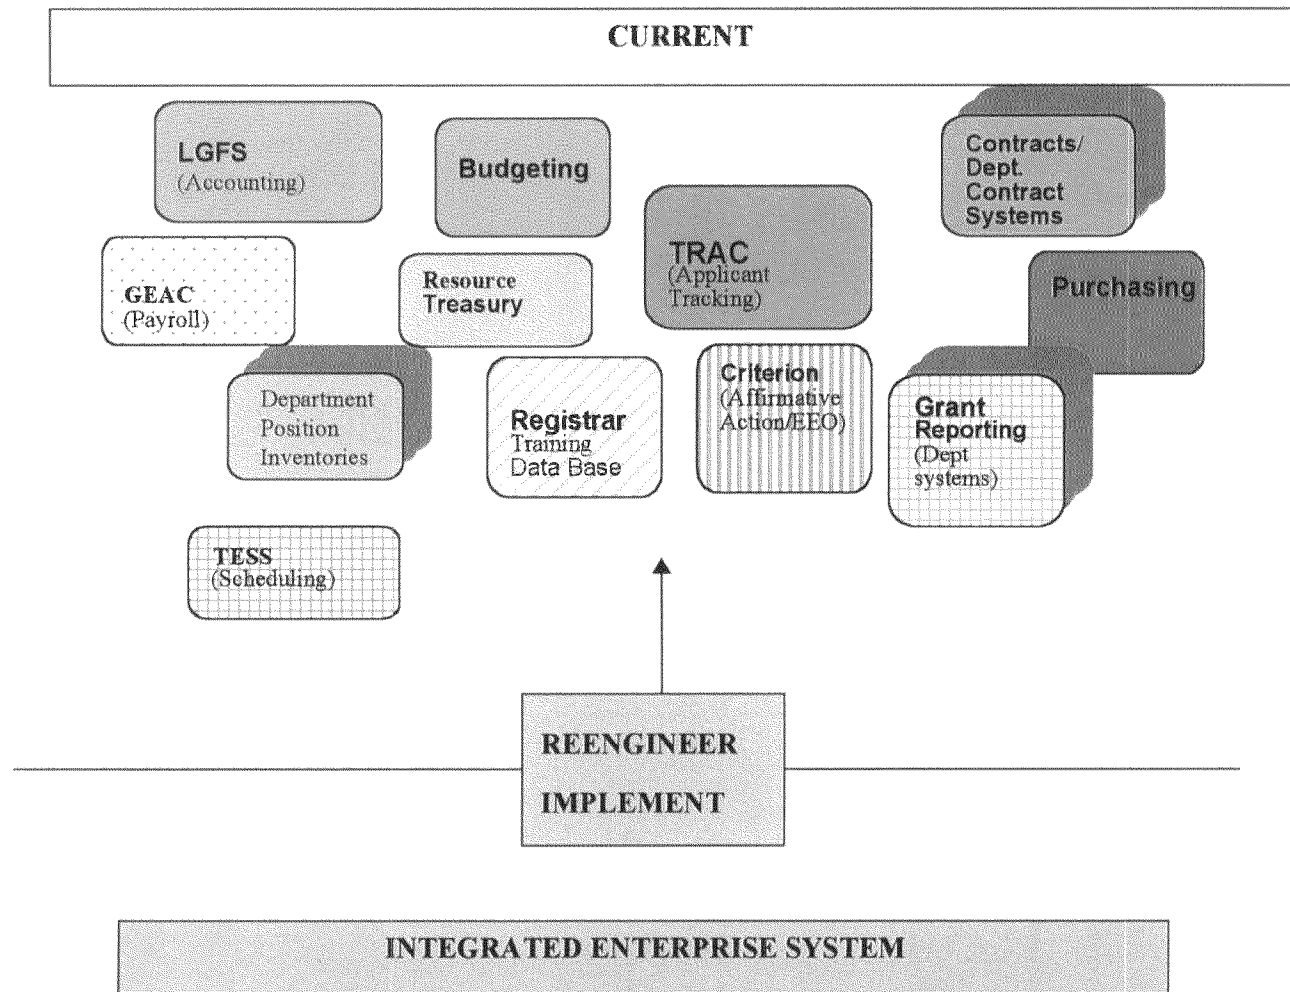 CURRENT
LGFS
(Accounting)
Budgeting
Contracts/
Dept.
Contract
Systems
TRAC
(Applicant
Tracking)
GEAC
(Payroll)
Resource
Treasury
Purchasing
Department
Position
Inventories
Registrar
Training
Data Base
Criterion
(Affirmative
Action/EEO)
Grant
Reporting
(Dept
systems)
TESS
(Scheduling)
REENGINEER
IMPLEMENT
INTEGRATED ENTERPRISE SYSTEM